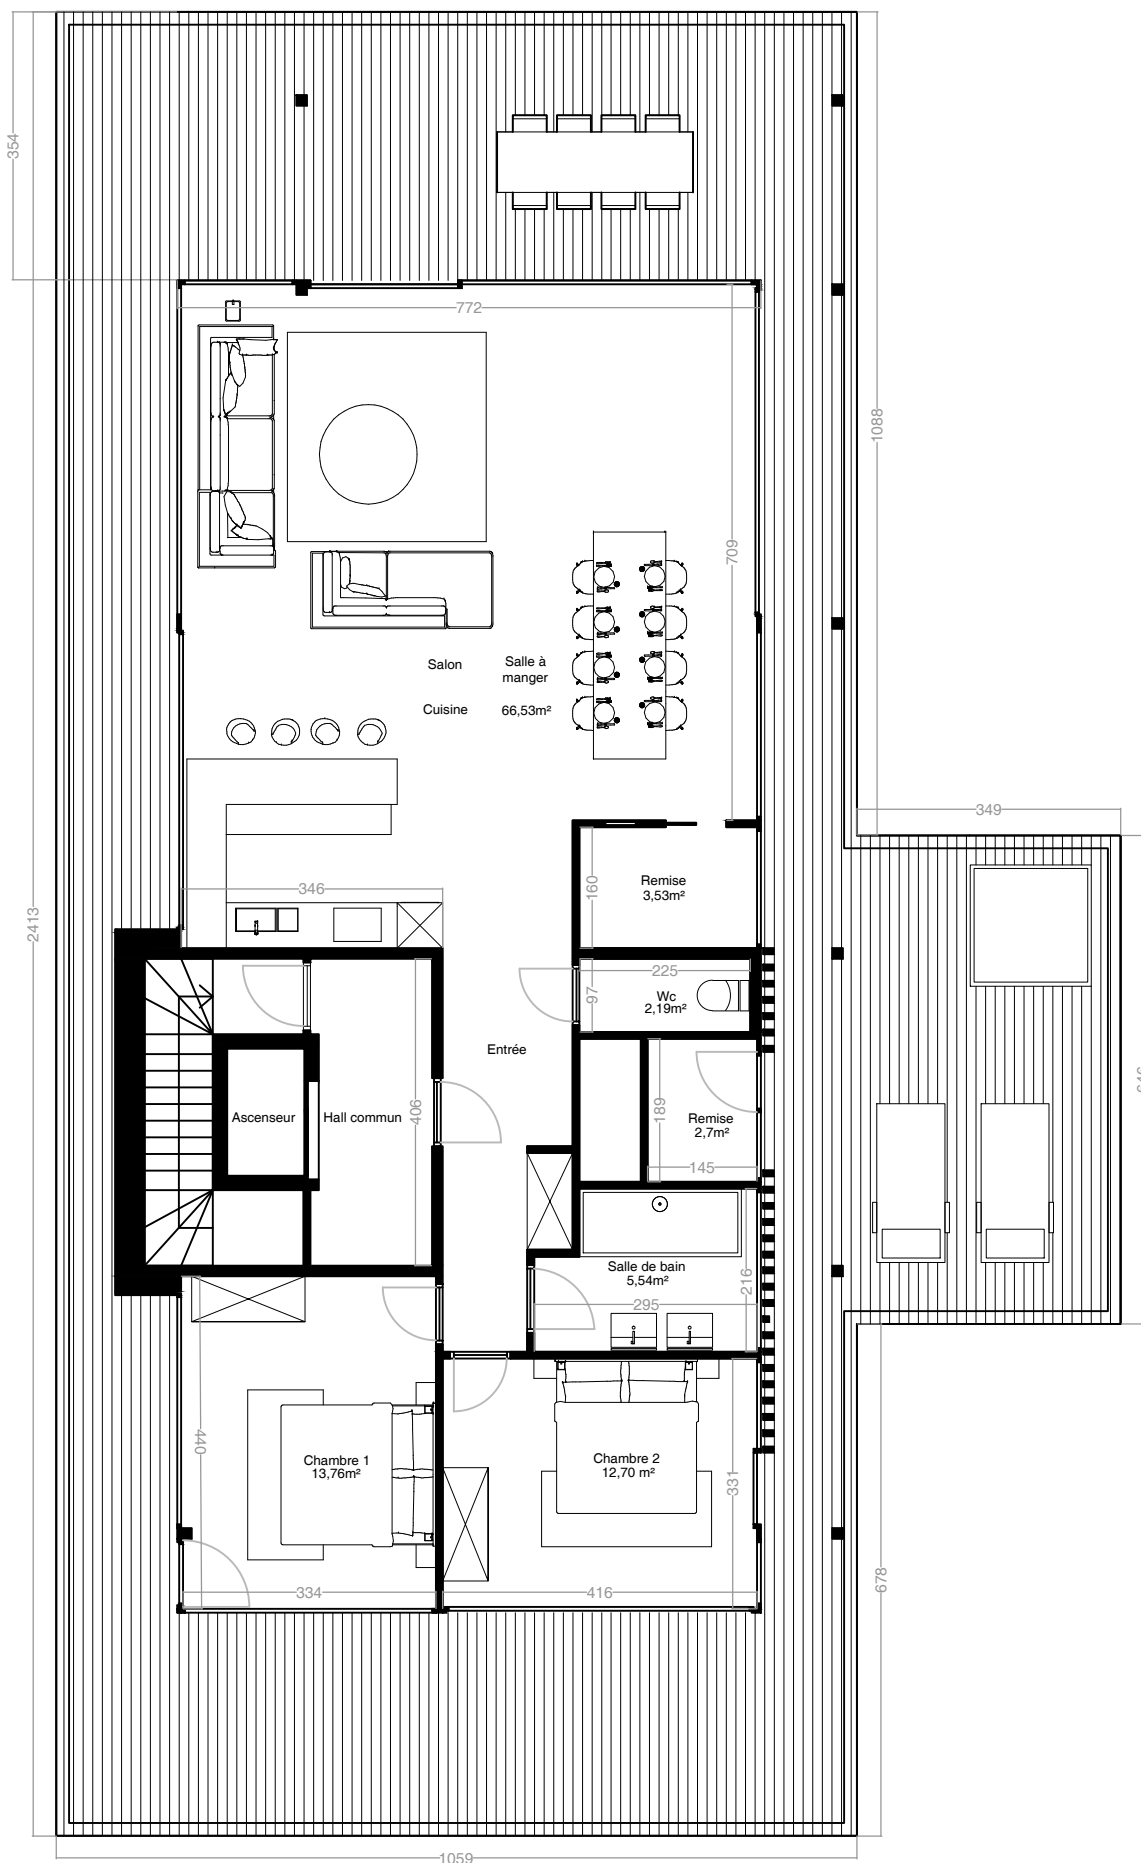 354
772
1088
709
Salon
Salle à
manger
Cuisine
66,53m²
349
346
160
Remise
3,53m²
2413
225
97
Wc
2,19m²
Entrée
Ascenseur
Hall commun
406
189
Remise
2,7m²
145
646
Salle de bain
5,54m²
216
295
440
Chambre 1
13,76m²
Chambre 2
12,70 m²
331
334
416
678
1059